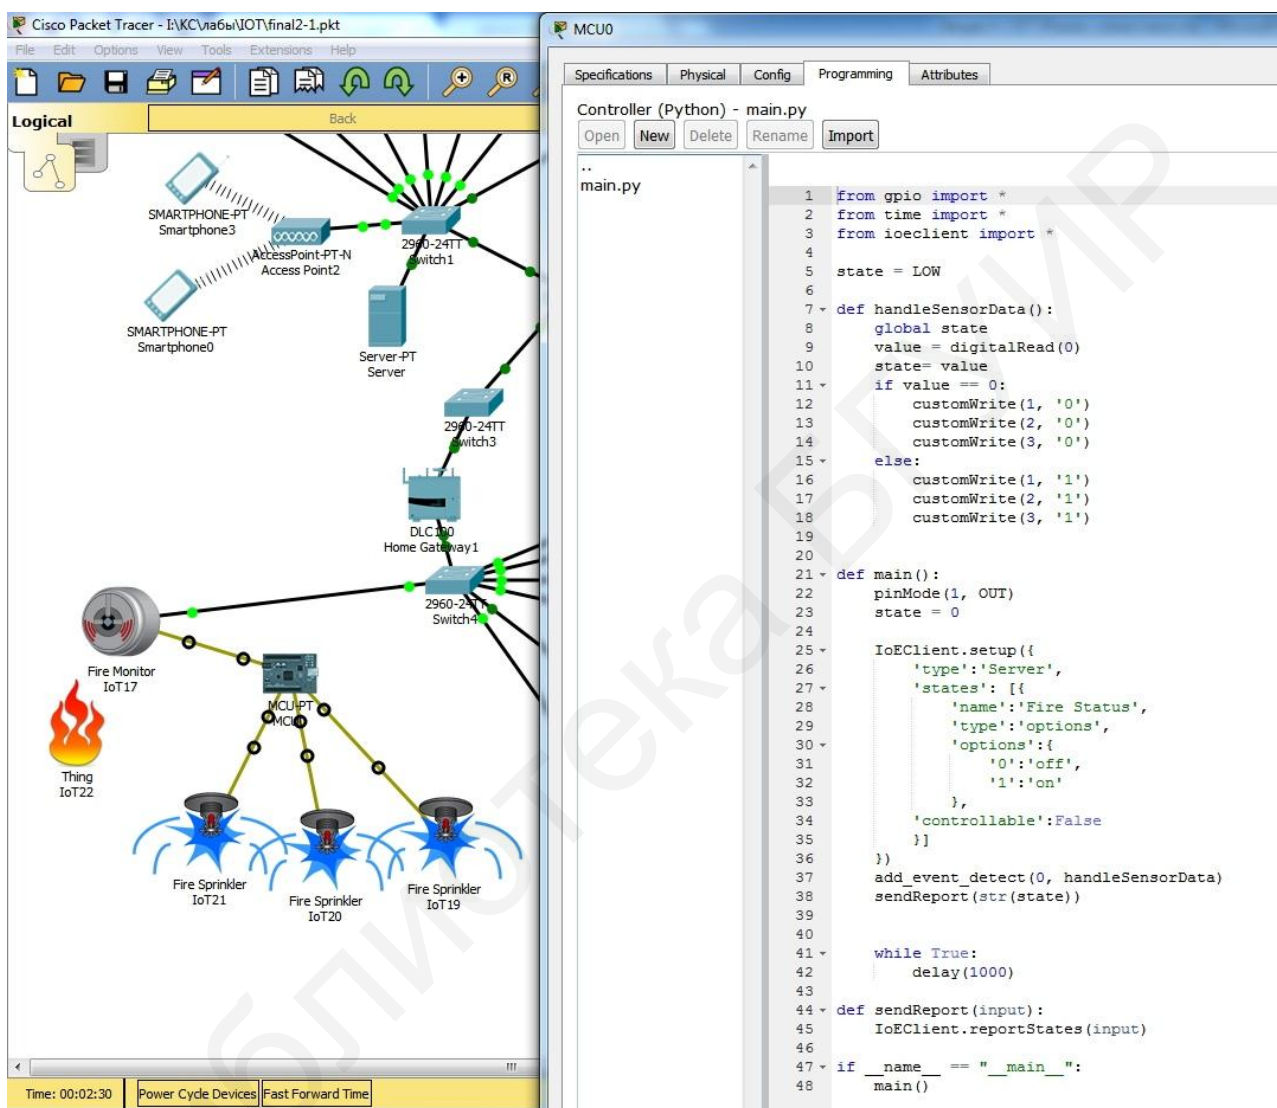 Cisco Packet Tracer - I:\КС\лабы\IOT\final2-1.pkt
File Edit Options View Tools Extensions Help
Logical
Back
SMARTPHONE-PT
Smartphone3
AccessPoint-PT-N
Access Point2
2960-24TT
Switch1
SMARTPHONE-PT
Smartphone0
Server-PT
Server
2960-24TT
Switch3
DLC100
Home Gateway1
2960-24TT
Switch4
Fire Monitor
IoT17
MCU-PT
MCU0
Thing
IoT22
Fire Sprinkler
IoT21
Fire Sprinkler
IoT20
Fire Sprinkler
IoT19
Time: 00:02:30 Power Cycle Devices Fast Forward Time
MCU0
Specifications Physical Config Programming Attributes
Controller (Python) - main.py
Open New Delete Rename Import
..
main.py
1 from gpio import *
2 from time import *
3 from ioeclient import *
4
5 state = LOW
6
7 def handleSensorData():
8 global state
9 value = digitalRead(0)
10 state= value
11 if value == 0:
12 customWrite(1, '0')
13 customWrite(2, '0')
14 customWrite(3, '0')
15 else:
16 customWrite(1, '1')
17 customWrite(2, '1')
18 customWrite(3, '1')
19
20
21 def main():
22 pinMode(1, OUT)
23 state = 0
24
25 IoEClient.setup({
26 'type':'Server',
27 'states': [{
28 'name':'Fire Status',
29 'type':'options',
30 'options':{
31 '0':'off',
32 '1':'on'
33 },
34 'controllable':False
35 }]
36 })
37 add_event_detect(0, handleSensorData)
38 sendReport(str(state))
39
40
41 while True:
42 delay(1000)
43
44 def sendReport(input):
45 IoEClient.reportStates(input)
46
47 if __name__ == "__main__":
48 main()
блиотека БГУИР